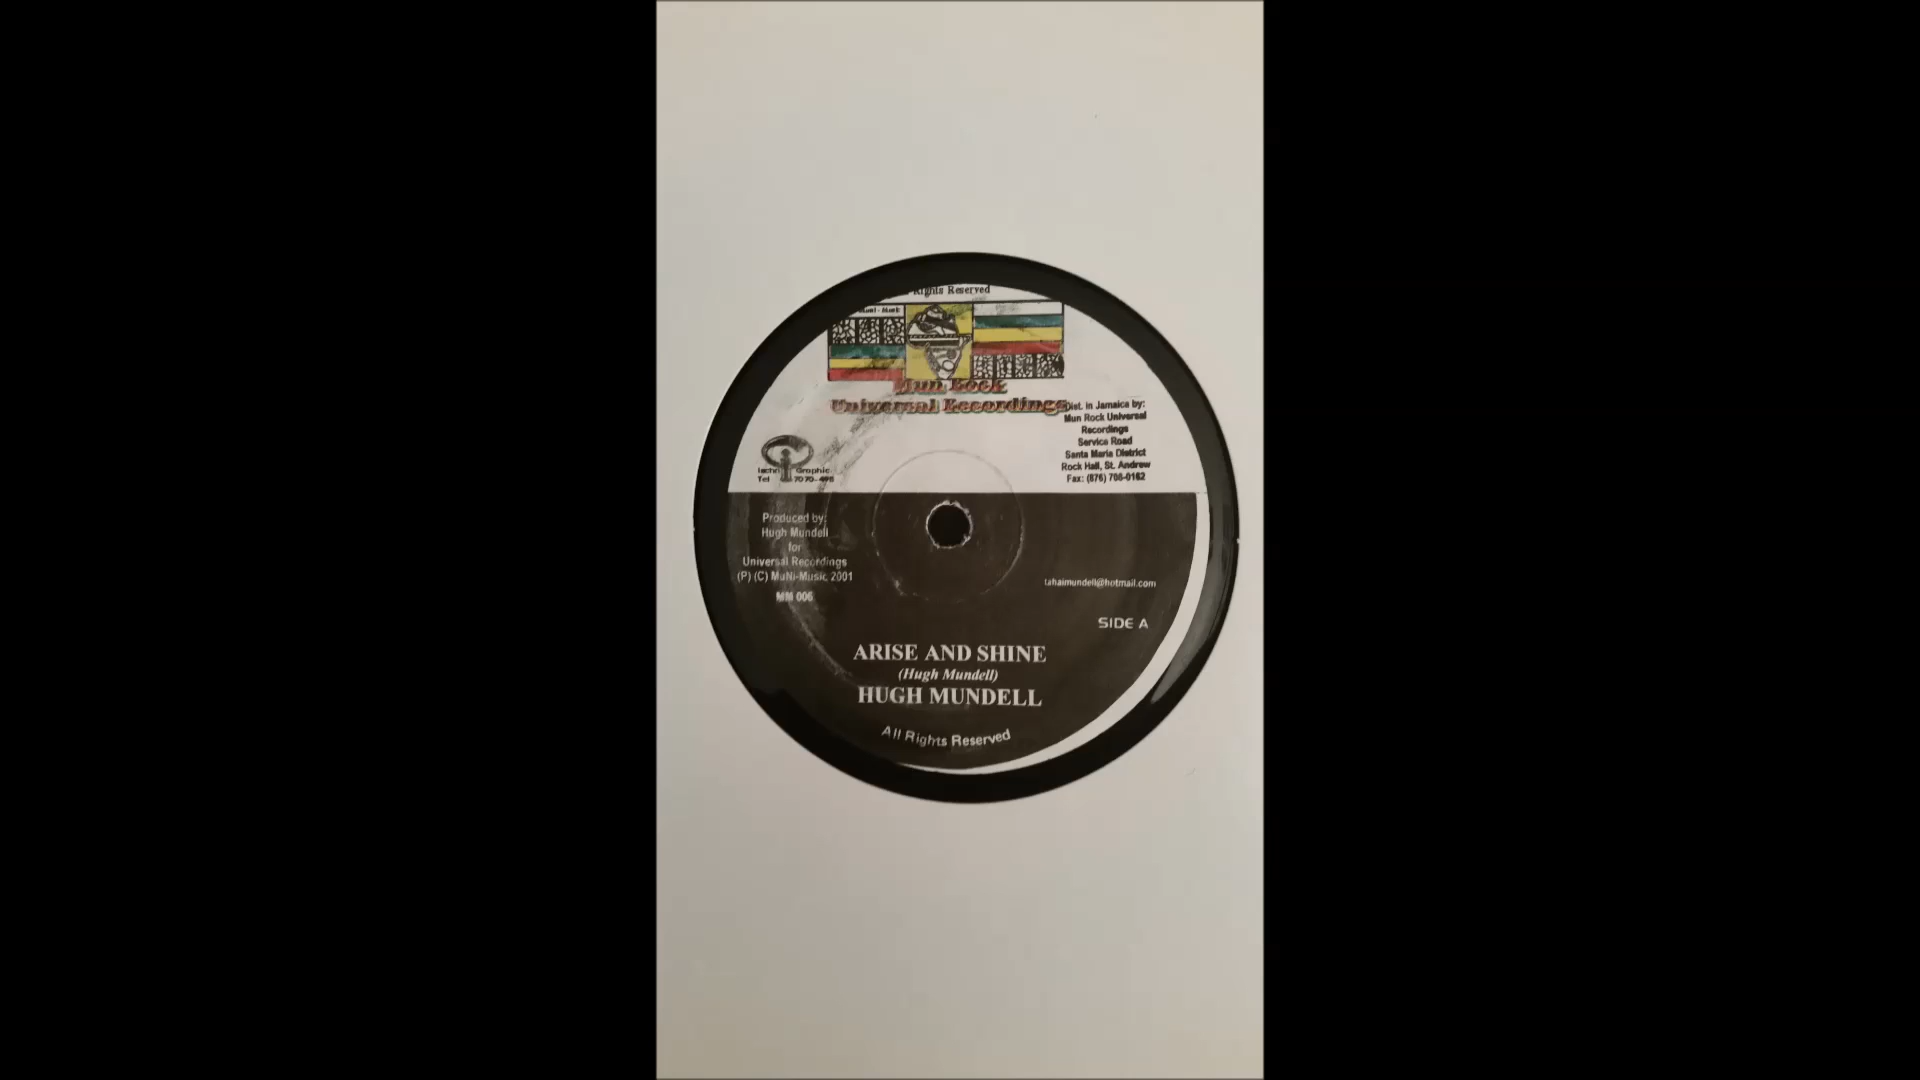 Rights Reserved
Mun Rock
Universal Recordings
Dist. in Jamaica by:
Mun Rock Universal
Recordings
Service Road
Santa Maria District
Rock Hall, St. Andrew
Fax: (876) 706-0162
Graphic
Tel
Produced by:
Hugh Mundell
for
Universal Recordings
(P) (C) MuNi-Music 2001
MM 006
tahaimundell@hotmail.com
SIDE A
ARISE AND SHINE
(Hugh Mundell)
HUGH MUNDELL
All Rights Reserved